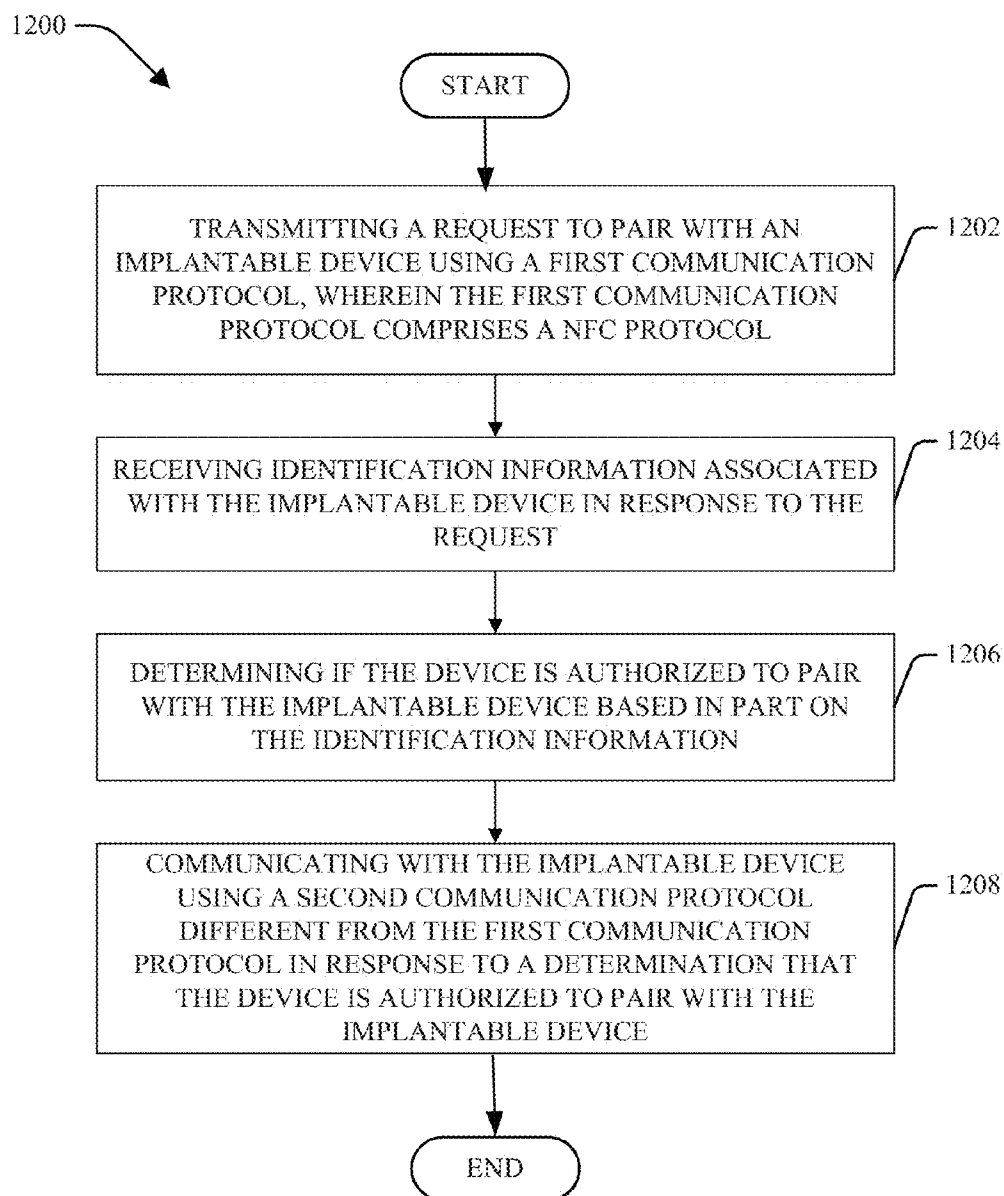 1200
START
TRANSMITTING A REQUEST TO PAIR WITH AN
IMPLANTABLE DEVICE USING A FIRST COMMUNICATION
PROTOCOL, WHEREIN THE FIRST COMMUNICATION
PROTOCOL COMPRISES A NFC PROTOCOL
1202
RECEIVING IDENTIFICATION INFORMATION ASSOCIATED
WITH THE IMPLANTABLE DEVICE IN RESPONSE TO THE
REQUEST
1204
DETERMINING IF THE DEVICE IS AUTHORIZED TO PAIR
WITH THE IMPLANTABLE DEVICE BASED IN PART ON
THE IDENTIFICATION INFORMATION
1206
COMMUNICATING WITH THE IMPLANTABLE DEVICE
USING A SECOND COMMUNICATION PROTOCOL
DIFFERENT FROM THE FIRST COMMUNICATION
PROTOCOL IN RESPONSE TO A DETERMINATION THAT
THE DEVICE IS AUTHORIZED TO PAIR WITH THE
IMPLANTABLE DEVICE
1208
END